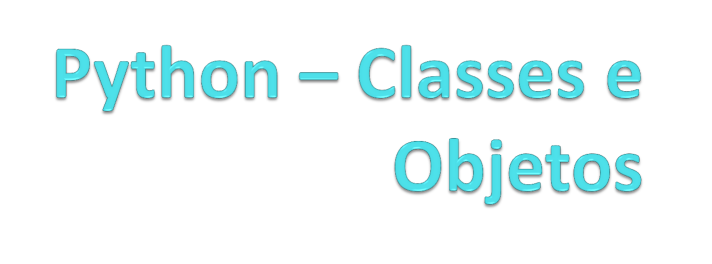 Python – Classes e
Objetos